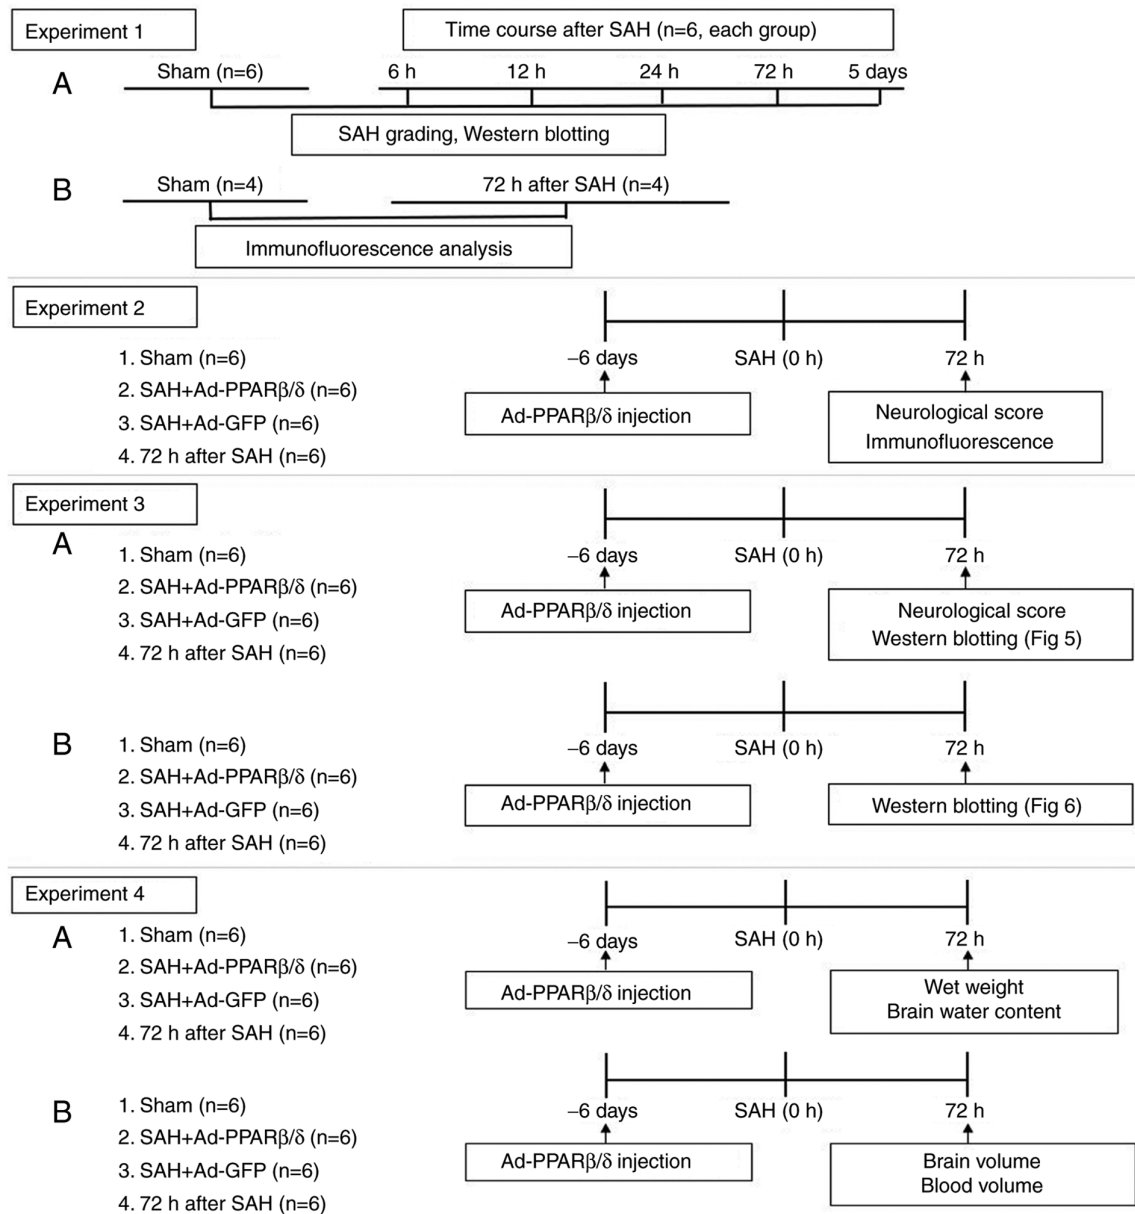 Experiment 1
Time course after SAH (n=6, each group)
A
Sham (n=6)
6 h
12 h
24 h
72 h
5 days
SAH grading, Western blotting
B
Sham (n=4)
72 h after SAH (n=4)
Immunofluorescence analysis
Experiment 2
1. Sham (n=6)
2. SAH+Ad-PPARβ/δ (n=6)
3. SAH+Ad-GFP (n=6)
4. 72 h after SAH (n=6)
–6 days
SAH (0 h)
72 h
Ad-PPARβ/δ injection
Neurological score
Immunofluorescence
Experiment 3
A
1. Sham (n=6)
2. SAH+Ad-PPARβ/δ (n=6)
3. SAH+Ad-GFP (n=6)
4. 72 h after SAH (n=6)
–6 days
SAH (0 h)
72 h
Ad-PPARβ/δ injection
Neurological score
Western blotting (Fig 5)
B
1. Sham (n=6)
2. SAH+Ad-PPARβ/δ (n=6)
3. SAH+Ad-GFP (n=6)
4. 72 h after SAH (n=6)
–6 days
SAH (0 h)
72 h
Ad-PPARβ/δ injection
Western blotting (Fig 6)
Experiment 4
A
1. Sham (n=6)
2. SAH+Ad-PPARβ/δ (n=6)
3. SAH+Ad-GFP (n=6)
4. 72 h after SAH (n=6)
–6 days
SAH (0 h)
72 h
Ad-PPARβ/δ injection
Wet weight
Brain water content
B
1. Sham (n=6)
2. SAH+Ad-PPARβ/δ (n=6)
3. SAH+Ad-GFP (n=6)
4. 72 h after SAH (n=6)
–6 days
SAH (0 h)
72 h
Ad-PPARβ/δ injection
Brain volume
Blood volume